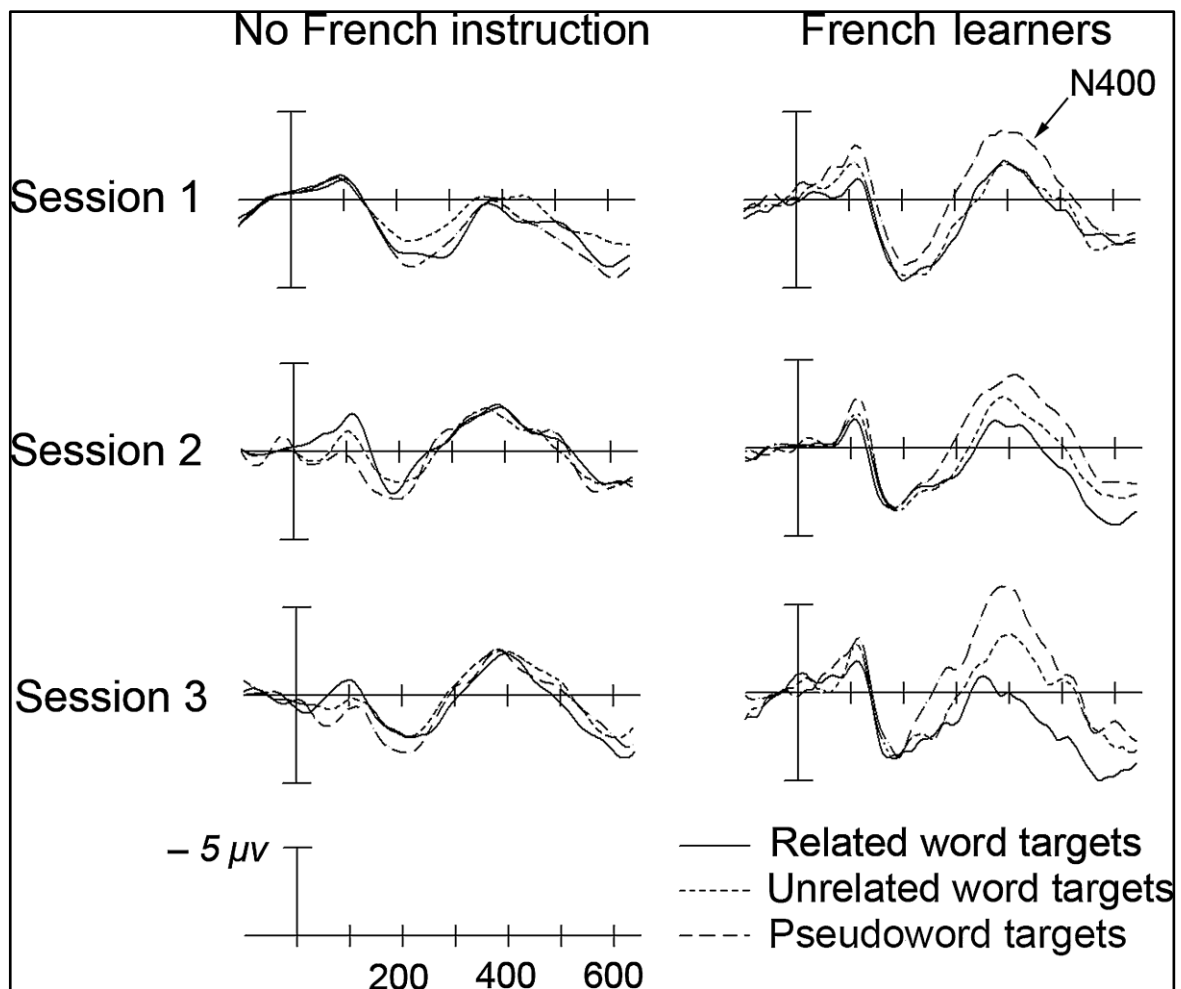 No French instruction
French learners
N400
Session 1
Session 2
Session 3
– 5 μv
Related word targets
Unrelated word targets
Pseudoword targets
200 400 600